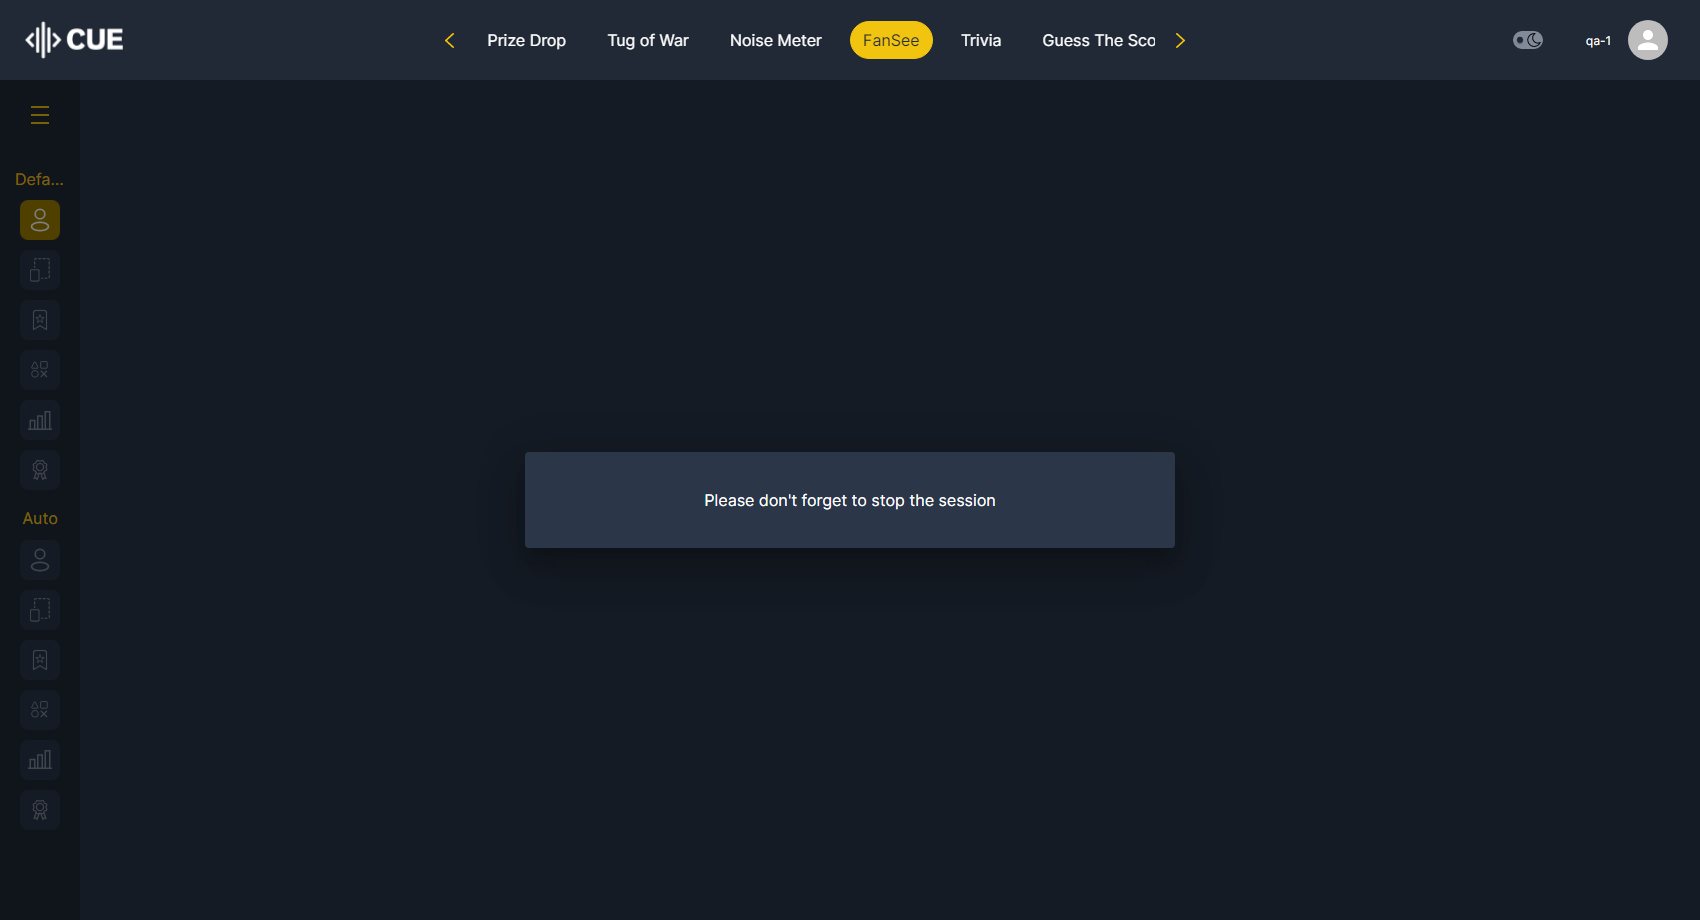 CUE
Prize Drop
Tug of War
Noise Meter
FanSee
Trivia
Guess The Sco
qa-1
Defa...
Please don't forget to stop the session
Auto